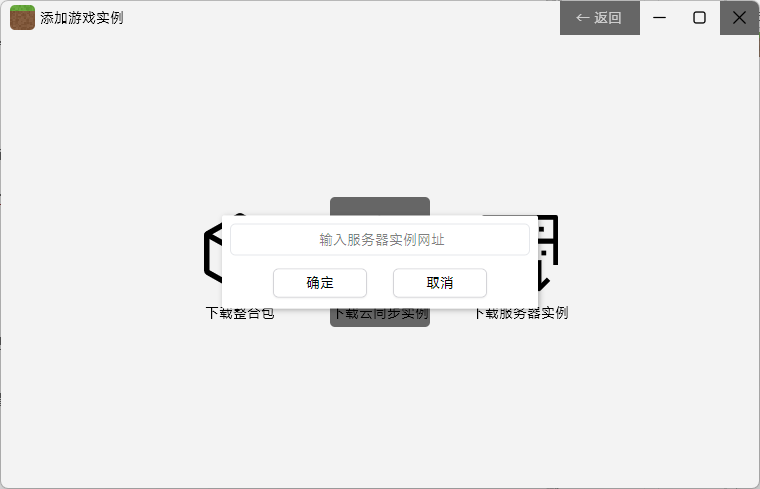 添加游戏实例
← 返回
输入服务器实例网址
确定
取消
下载整合包
下载云同步实例
下载服务器实例